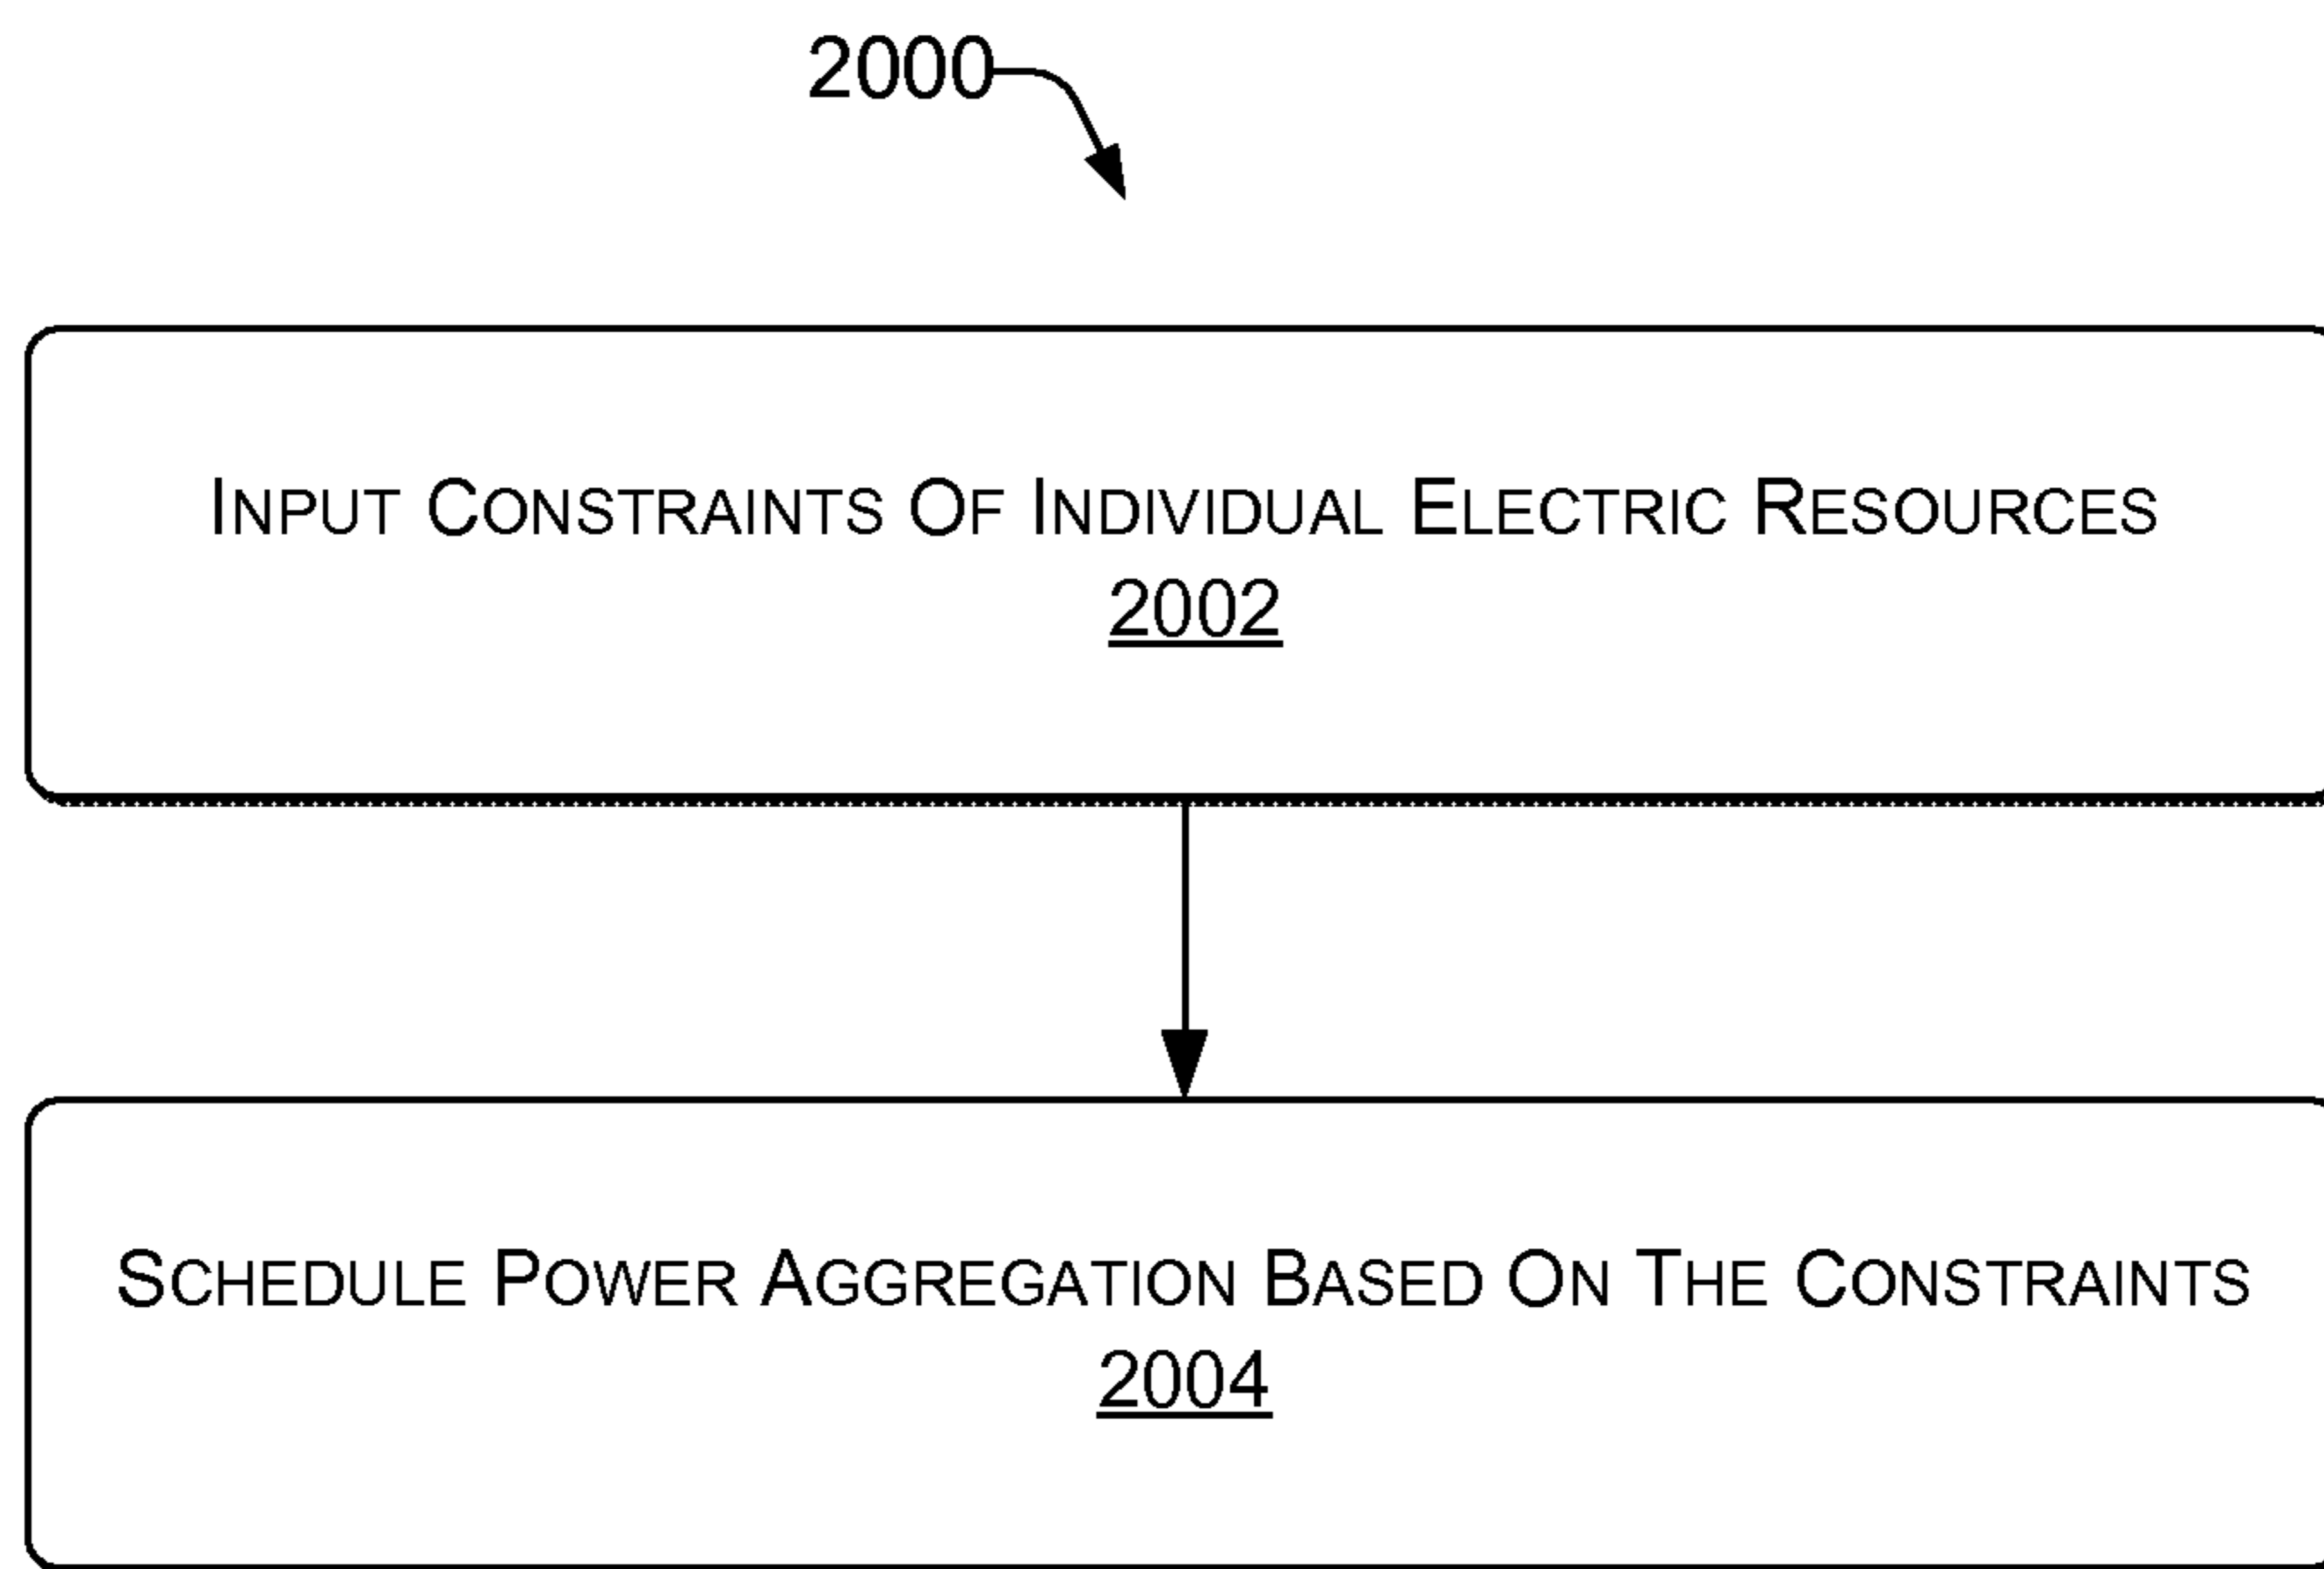 2000
INPUT CONSTRAINTS OF INDIVIDUAL ELECTRIC RESOURCES
2002
SCHEDULE POWER AGGREGATION BASED ON THE CONSTRAINTS
2004